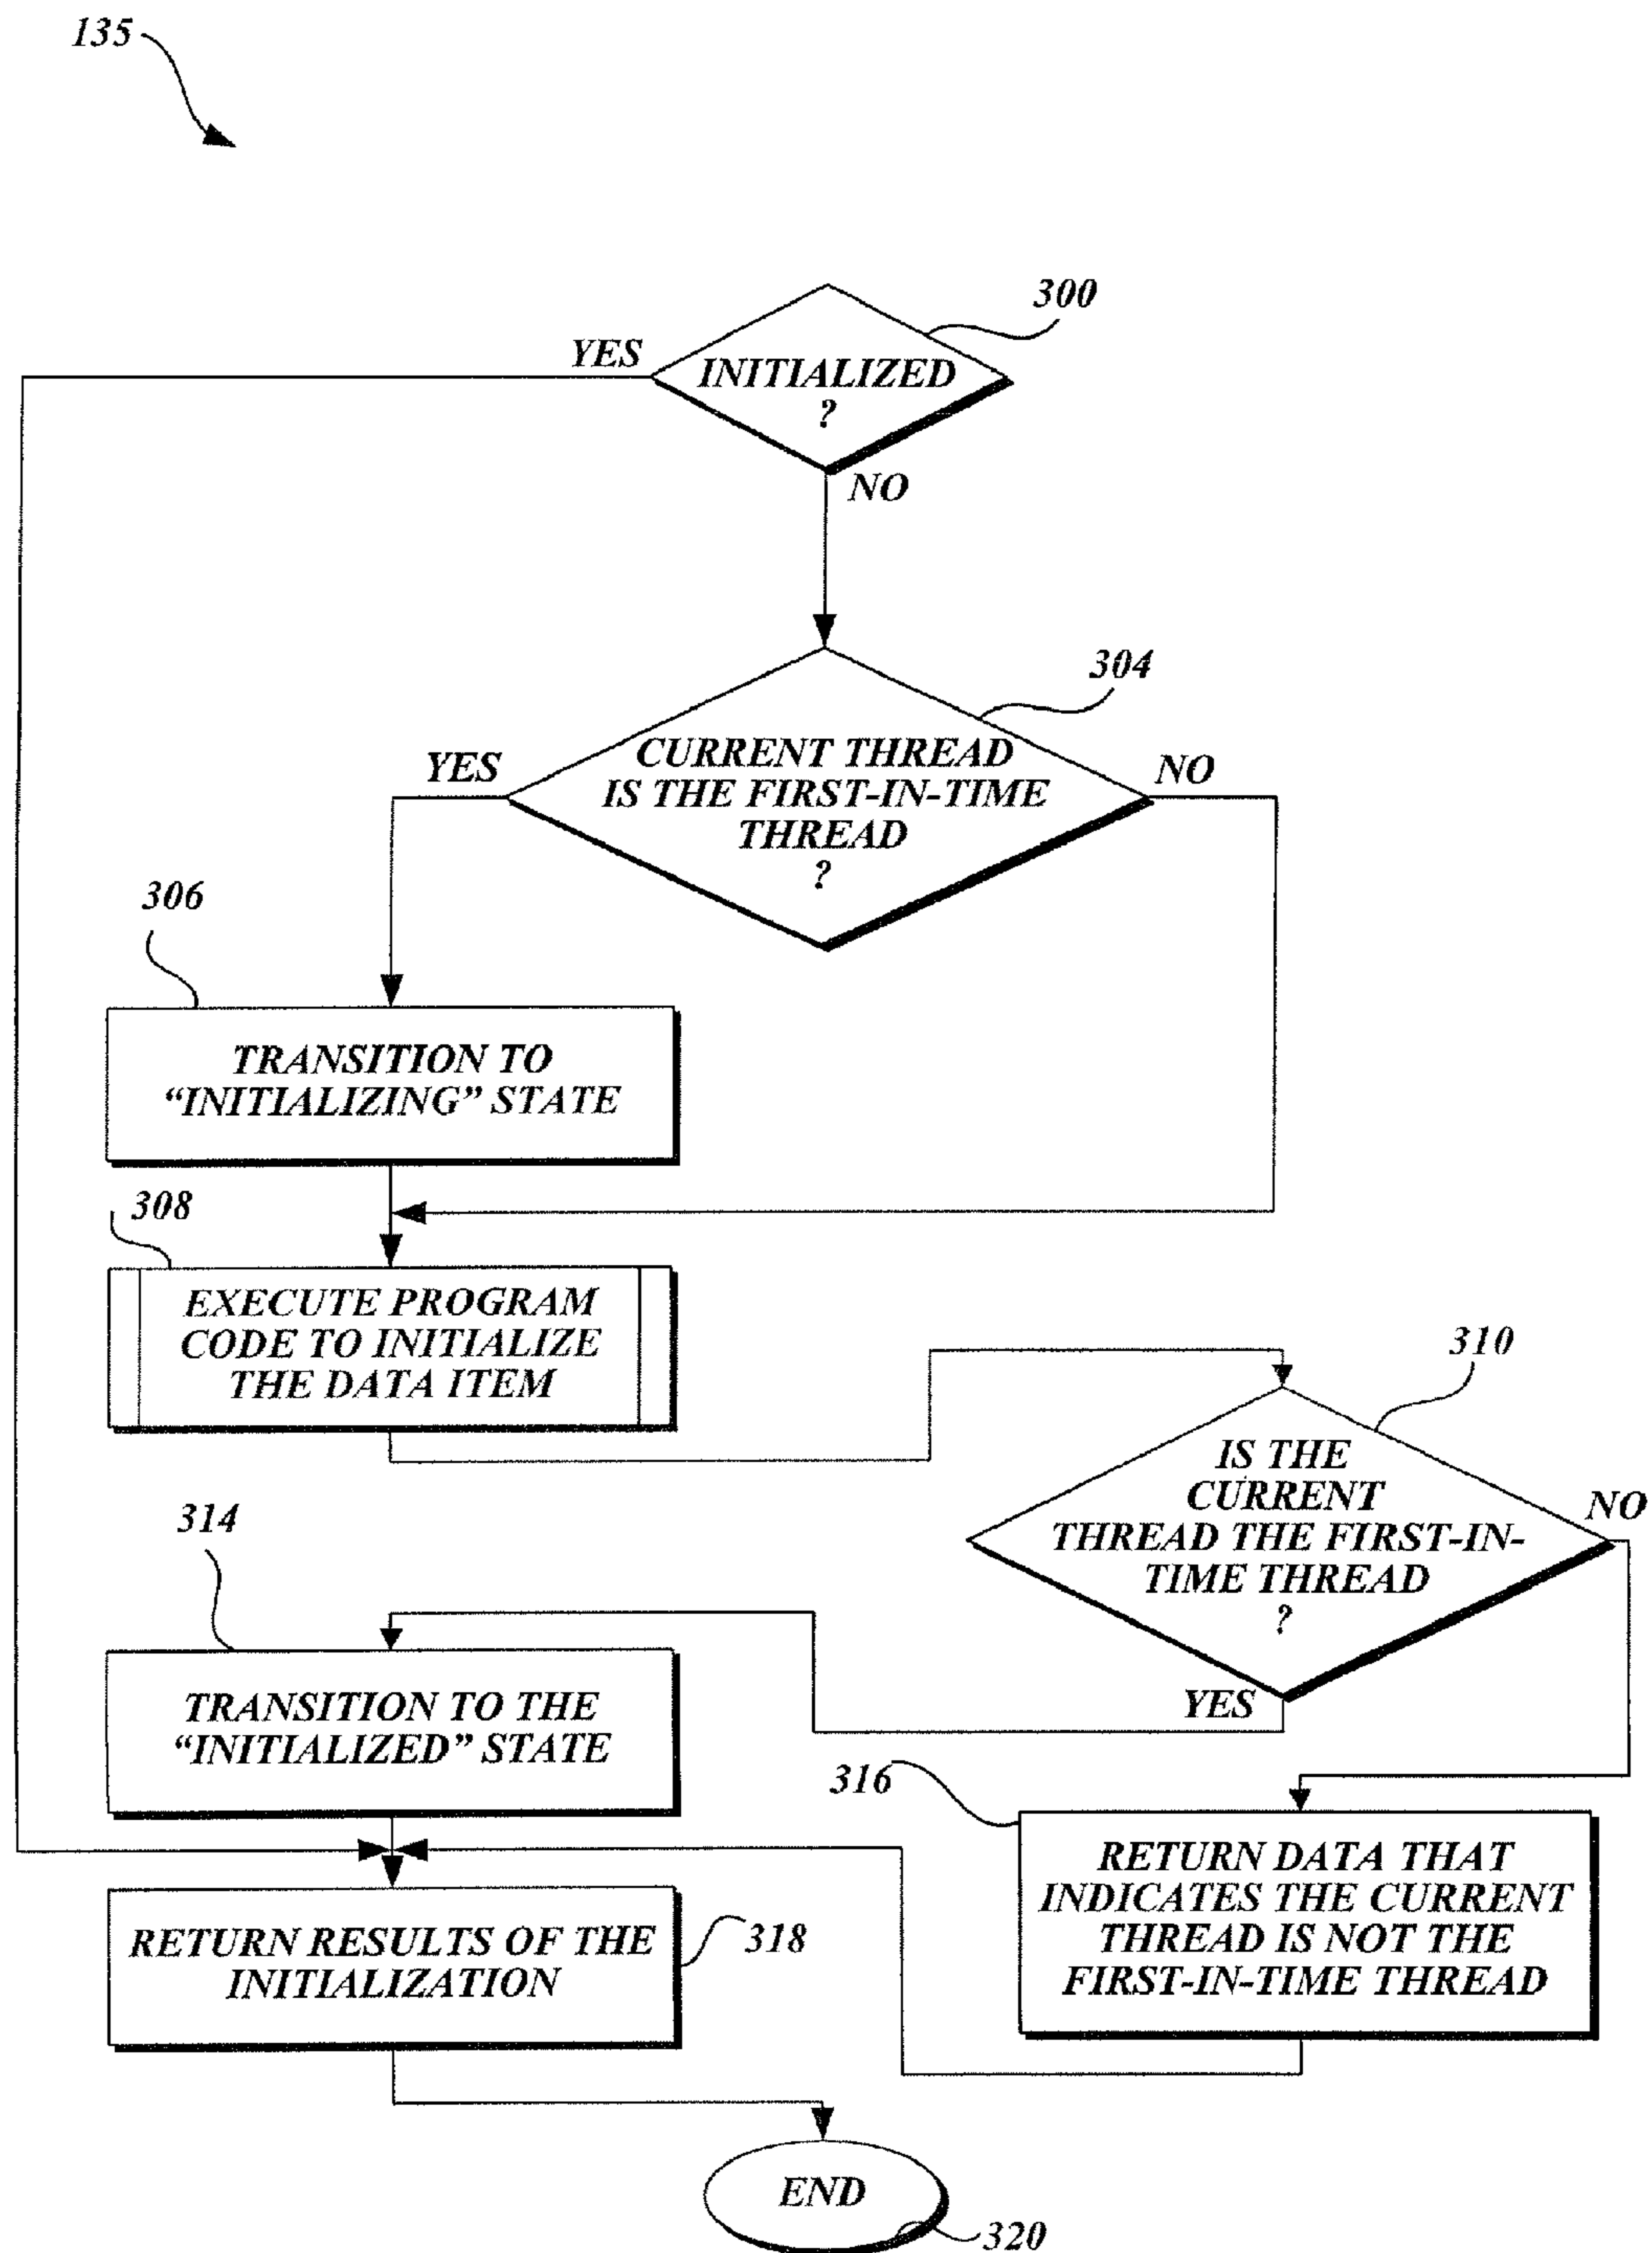 135
300
YES
INITIALIZED
?
NO
304
YES
CURRENT THREAD
IS THE FIRST-IN-TIME
THREAD
?
NO
306
TRANSITION TO
“INITIALIZING” STATE
308
EXECUTE PROGRAM
CODE TO INITIALIZE
THE DATA ITEM
310
IS THE
CURRENT
THREAD THE FIRST-IN-
TIME THREAD
?
NO
YES
314
TRANSITION TO THE
“INITIALIZED” STATE
316
RETURN DATA THAT
INDICATES THE CURRENT
THREAD IS NOT THE
FIRST-IN-TIME THREAD
RETURN RESULTS OF THE
INITIALIZATION
318
END
320